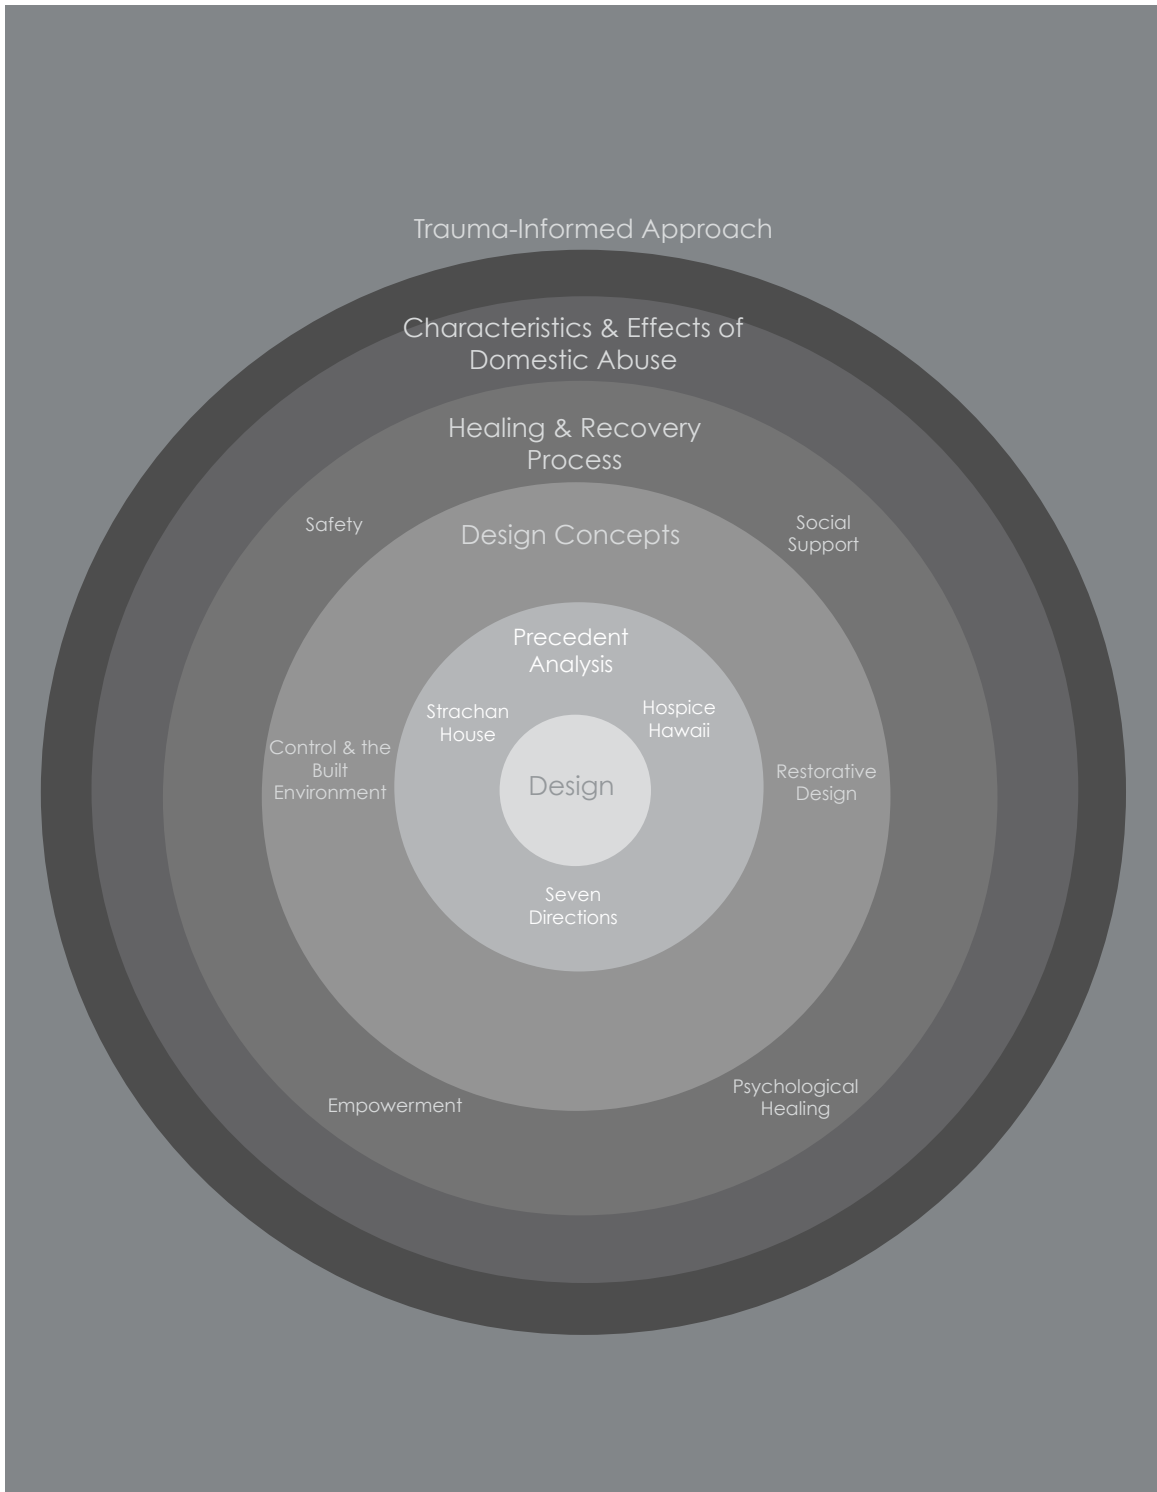 Trauma-Informed Approach
Characteristics & Effects of
Domestic Abuse
Healing & Recovery
Process
Safety
Social
Support
Design Concepts
Precedent
Analysis
Strachan
House
Hospice
Hawaii
Control & the
Built
Environment
Design
Restorative
Design
Seven
Directions
Empowerment
Psychological
Healing